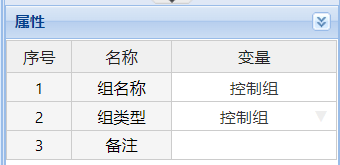 属性
序号 名称 变量
1 组名称 控制组
2 组类型 控制组
3 备注